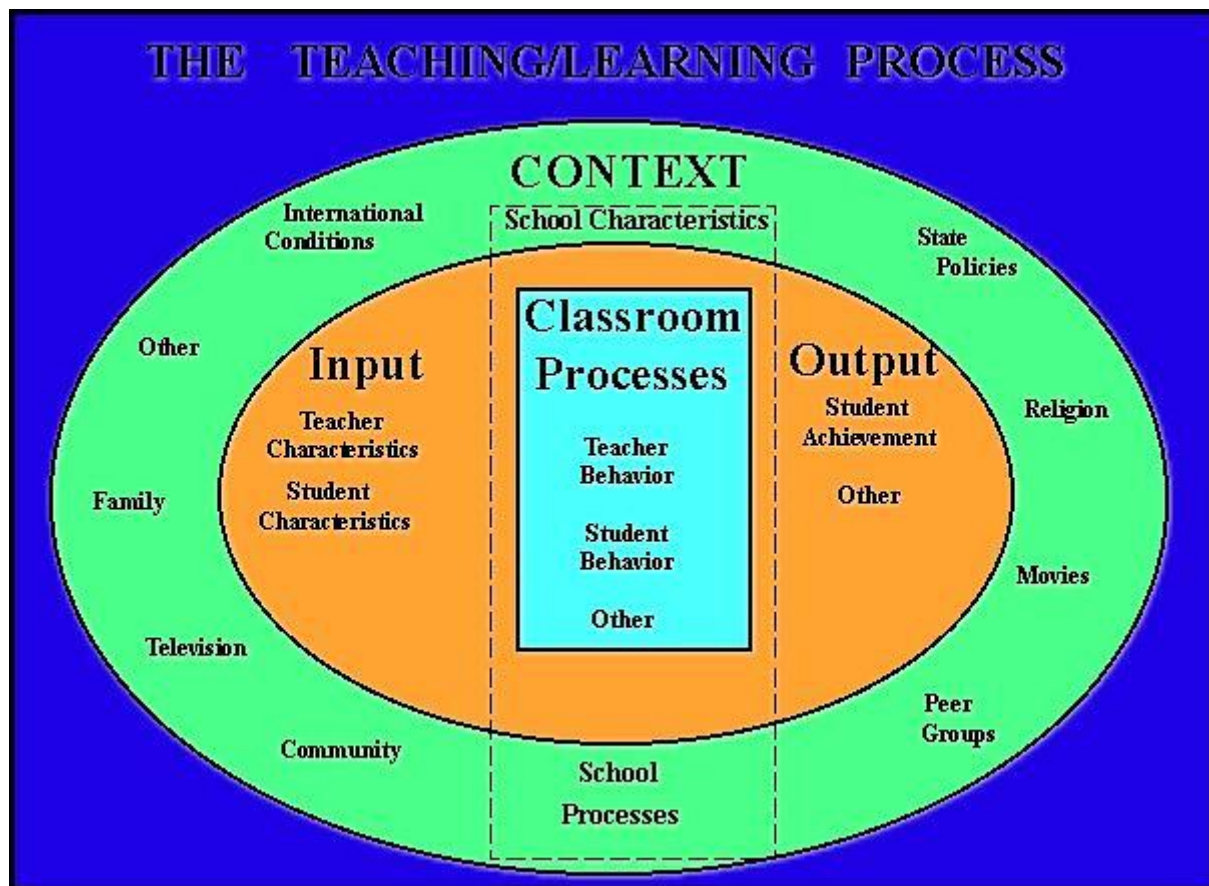 THE TEACHING/LEARNING PROCESS
CONTEXT
School Characteristics
International
Conditions
State
Policies
Other
Religion
Family
Movies
Television
Peer
Groups
Community
School
Processes
Input
Teacher
Characteristics
Student
Characteristics
Classroom
Processes
Teacher
Behavior
Student
Behavior
Other
Output
Student
Achievement
Other